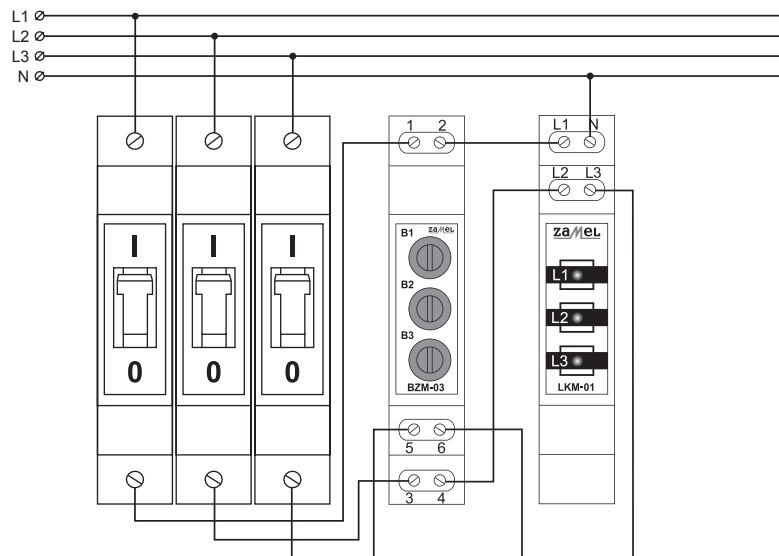 L1
L2
L3
N
1 2
L1 N
L2 L3
I I I
0 0 0
B1 ZAMEL
B2
B3
BZM-03
ZAMEL
L1
L2
L3
LKM-01
5 6
3 4